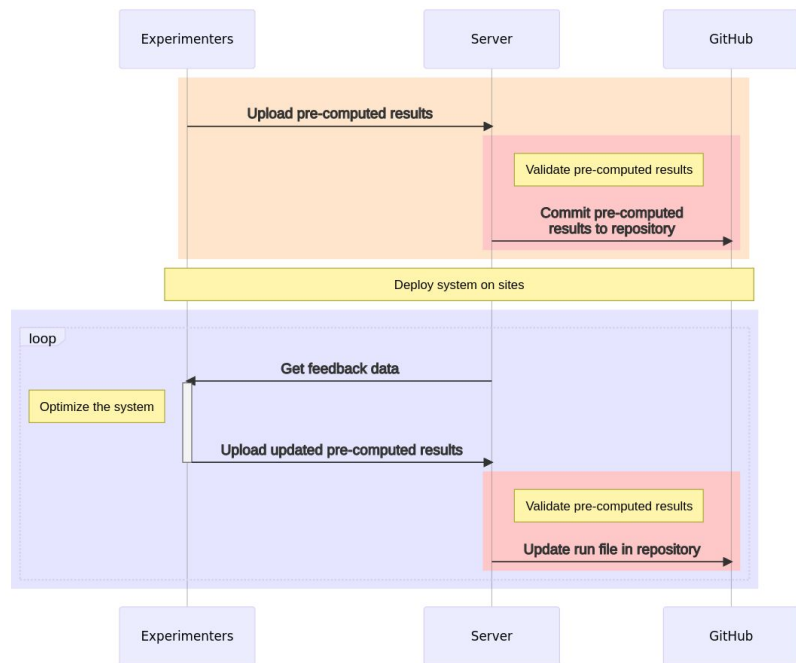 Experimenters
Server
GitHub
Upload pre-computed results
Validate pre-computed results
Commit pre-computed
results to repository
Deploy system on sites
loop
Get feedback data
Optimize the system
Upload updated pre-computed results
Validate pre-computed results
Update run file in repository
Experimenters
Server
GitHub